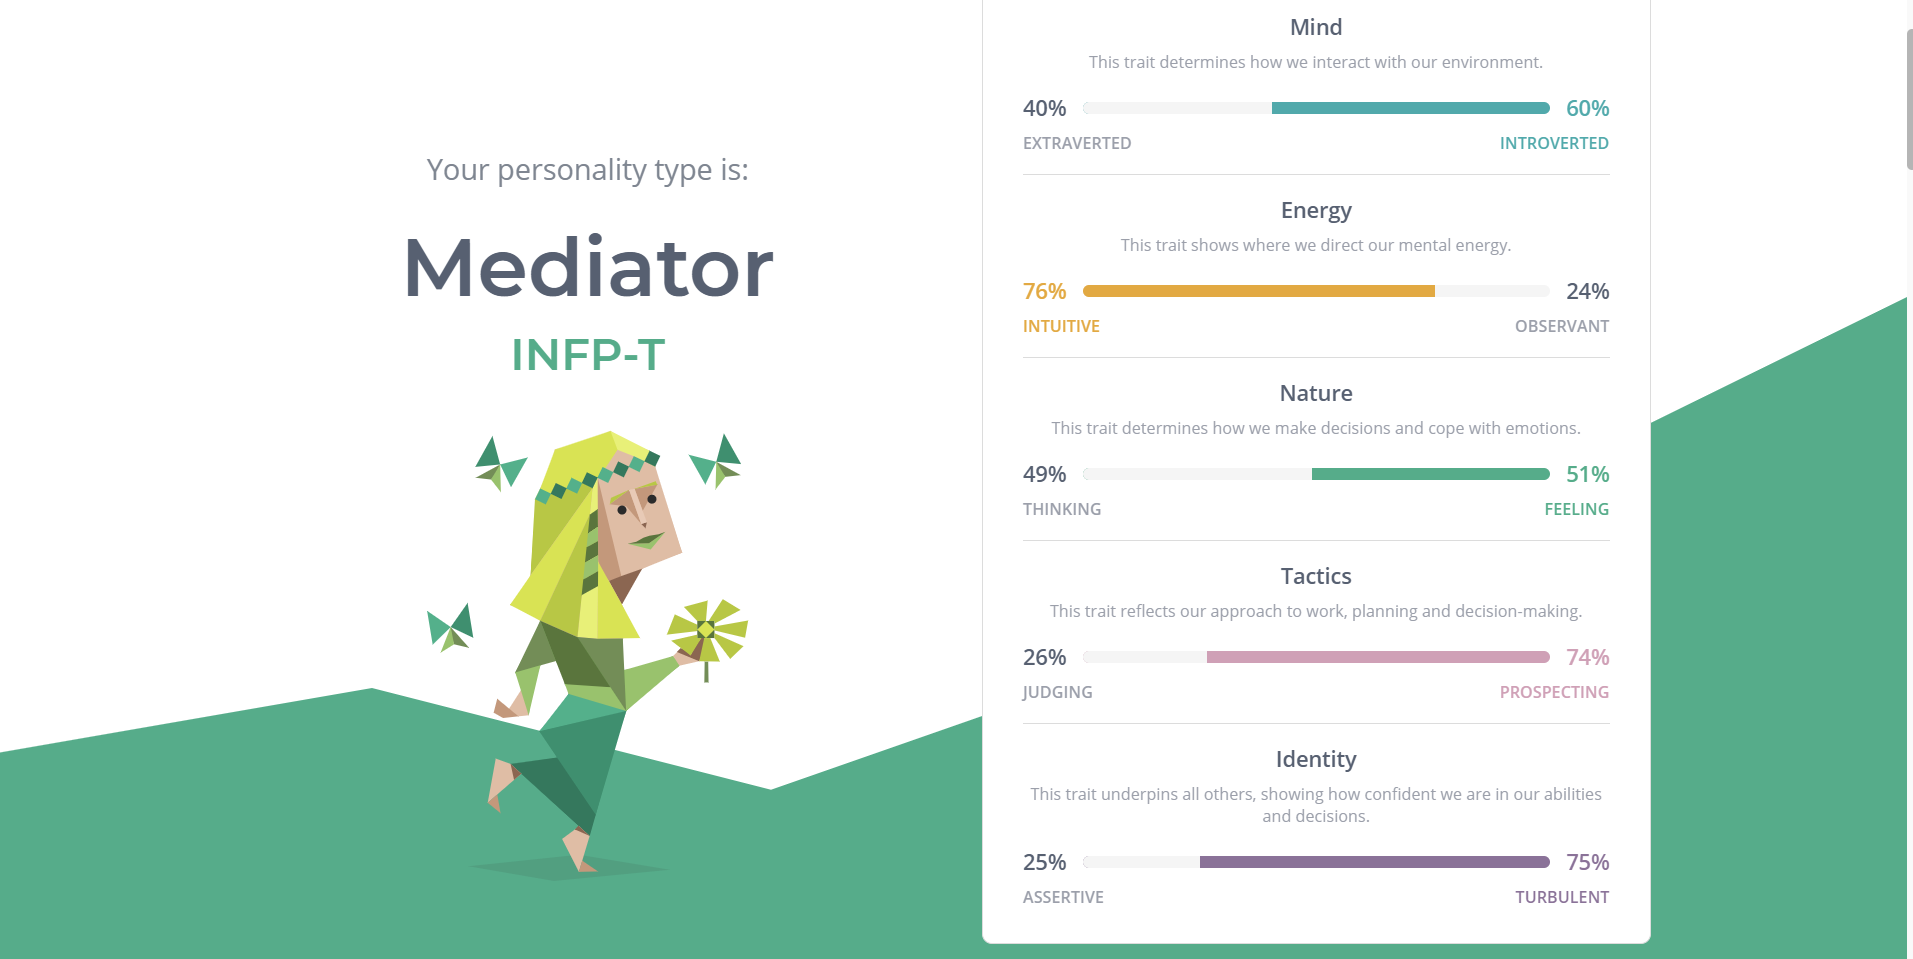 Your personality type is:
Mediator
INFP-T
Mind
This trait determines how we interact with our environment.
40% 60%
EXTRAVERTED INTROVERTED
Energy
This trait shows where we direct our mental energy.
76% 24%
INTUITIVE OBSERVANT
Nature
This trait determines how we make decisions and cope with emotions.
49% 51%
THINKING FEELING
Tactics
This trait reflects our approach to work, planning and decision-making.
26% 74%
JUDGING PROSPECTING
Identity
This trait underpins all others, showing how confident we are in our abilities
and decisions.
25% 75%
ASSERTIVE TURBULENT